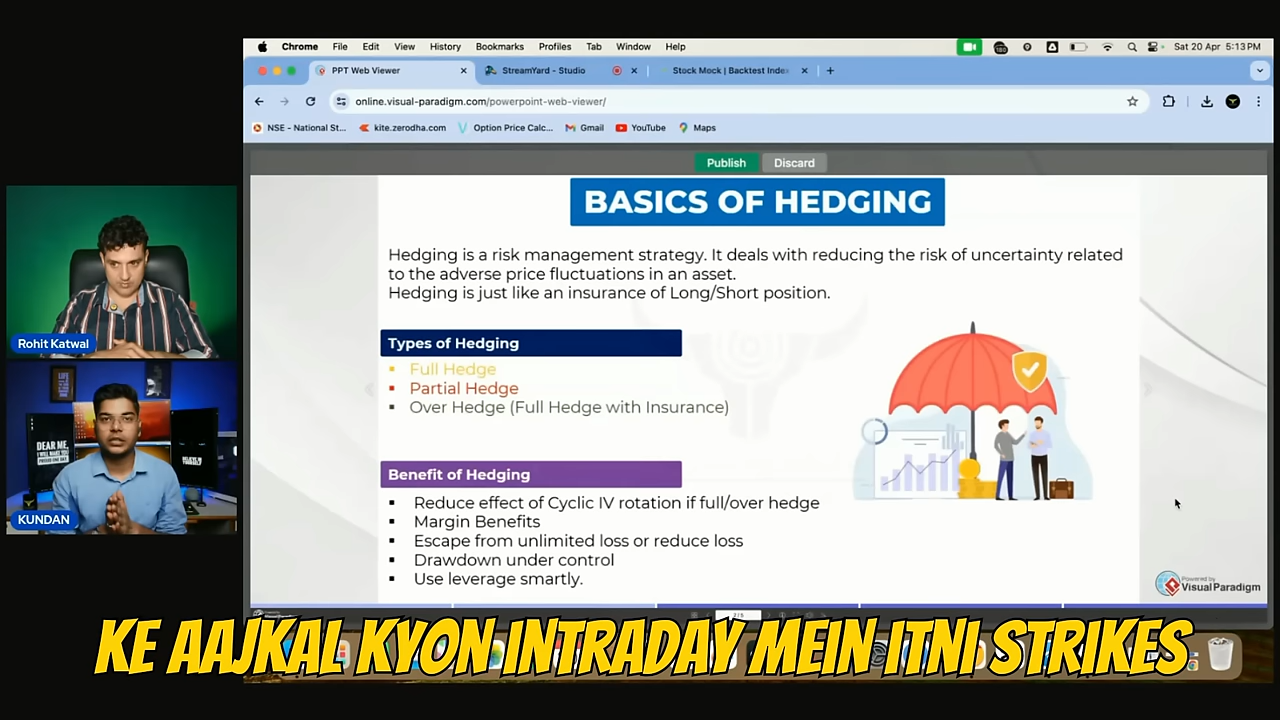 Chrome File Edit View History Bookmarks Profiles Tab Window Help
Sat 20 Apr 5:13 PM
PPT Web Viewer
StreamYard - Studio
Stock Mock | Backtest Index
online.visual-paradigm.com/powerpoint-web-viewer/
NSE - National St...
kite.zerodha.com
Option Price Calc...
Gmail
YouTube
Maps
Publish
Discard
BASICS OF HEDGING
Hedging is a risk management strategy. It deals with reducing the risk of uncertainty related
to the adverse price fluctuations in an asset.
Hedging is just like an insurance of Long/Short position.
Types of Hedging
▪ Full Hedge
▪ Partial Hedge
▪ Over Hedge (Full Hedge with Insurance)
Benefit of Hedging
▪ Reduce effect of Cyclic IV rotation if full/over hedge
▪ Margin Benefits
▪ Escape from unlimited loss or reduce loss
▪ Drawdown under control
▪ Use leverage smartly.
Powered by
Visual Paradigm
Rohit Katwal
DEAR ME,
KUNDAN
KE AAJKAL KYON INTRADAY MEIN ITNI STRIKES